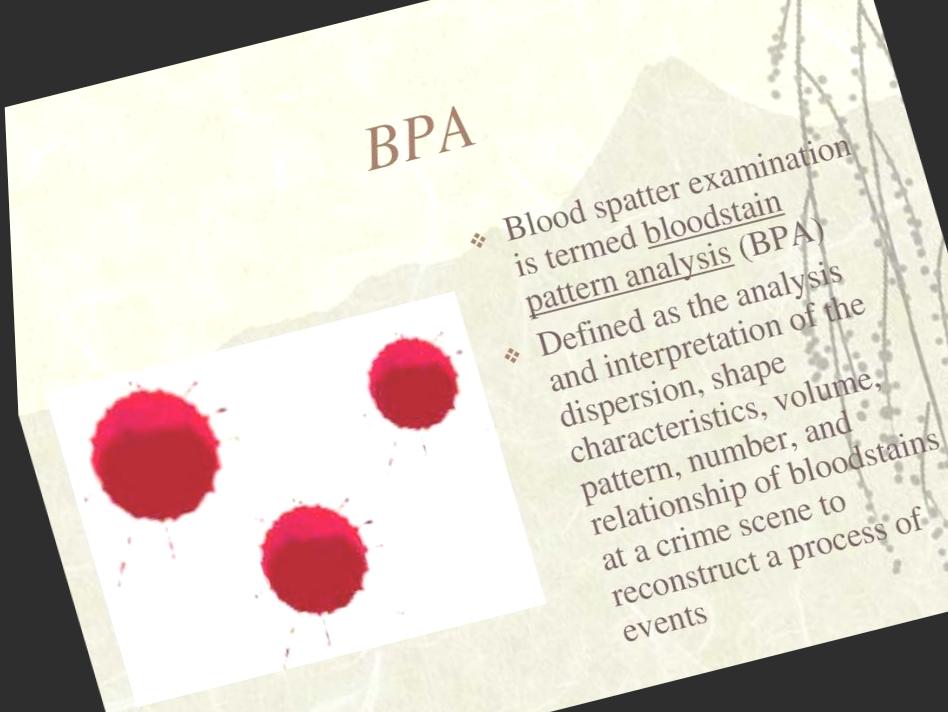 BPA
Blood spatter examination
is termed bloodstain
pattern analysis (BPA)
Defined as the analysis
and interpretation of the
dispersion, shape
characteristics, volume,
pattern, number, and
relationship of bloodstains
at a crime scene to
reconstruct a process of
events